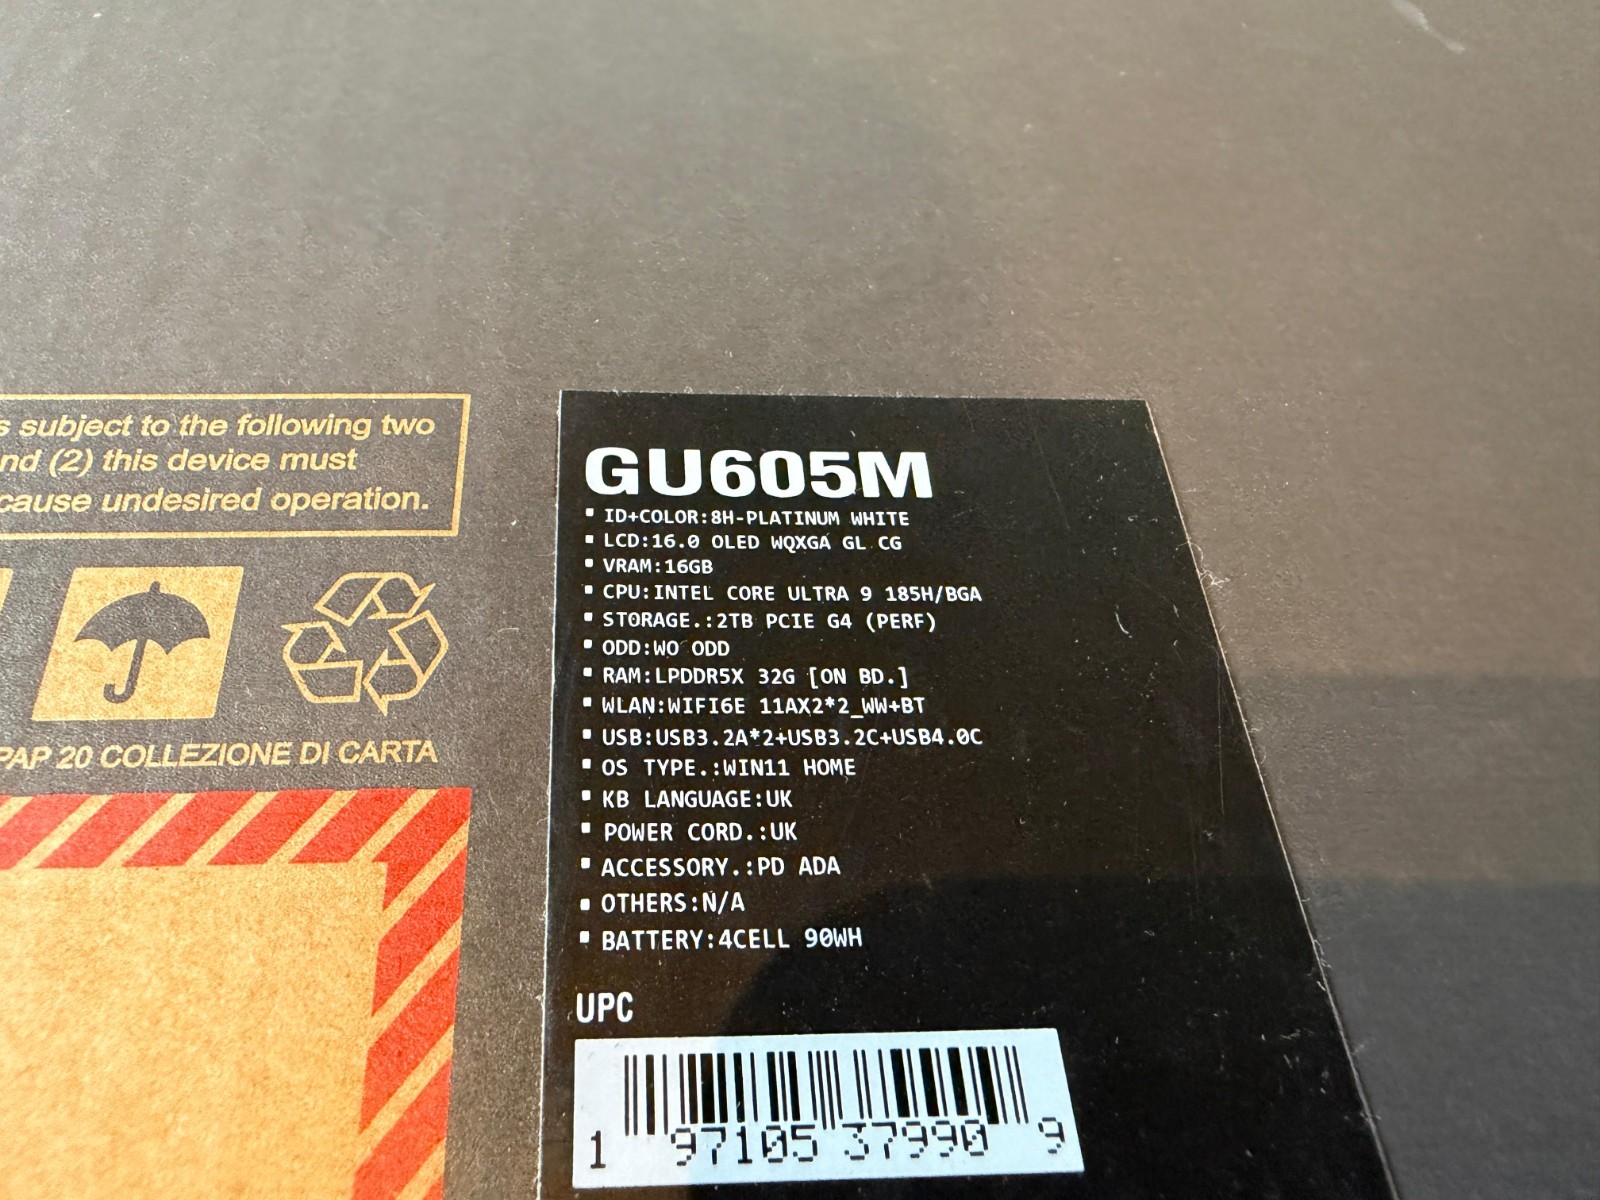 s subject to the following two
nd (2) this device must
cause undesired operation.
PAP 20 COLLEZIONE DI CARTA
GU605M
▪ ID+COLOR:8H-PLATINUM WHITE
▪ LCD:16.0 OLED WQXGA GL CG
▪ VRAM:16GB
▪ CPU:INTEL CORE ULTRA 9 185H/BGA
▪ STORAGE.:2TB PCIE G4 (PERF)
▪ ODD:WO ODD
▪ RAM:LPDDR5X 32G [ON BD.]
▪ WLAN:WIFI6E 11AX2*2_WW+BT
▪ USB:USB3.2A*2+USB3.2C+USB4.0C
▪ OS TYPE.:WIN11 HOME
▪ KB LANGUAGE:UK
▪ POWER CORD.:UK
▪ ACCESSORY.:PD ADA
▪ OTHERS:N/A
▪ BATTERY:4CELL 90WH
UPC
1 97105 37990 9